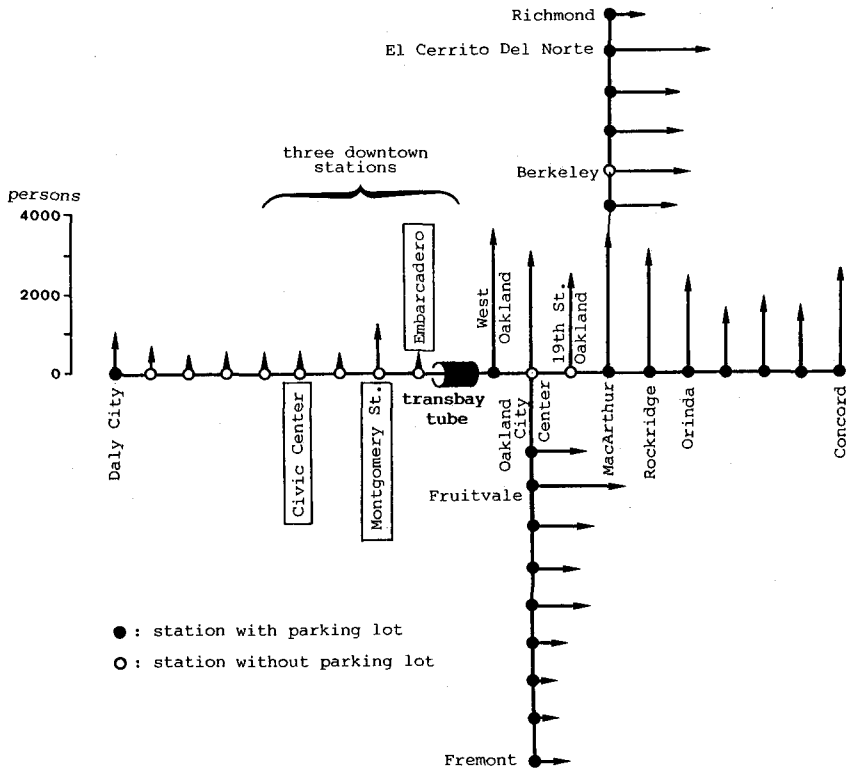 Richmond
El Cerrito Del Norte
three downtown
stations
Berkeley
persons
4000
2000
0
Embarcadero
West
Oakland
19th St.
Oakland
transbay
tube
Daly City
Civic Center
Montgomery St.
Oakland
City
Center
MacArthur
Rockridge
Orinda
Concord
Fruitvale
: station with parking lot
: station without parking lot
Fremont